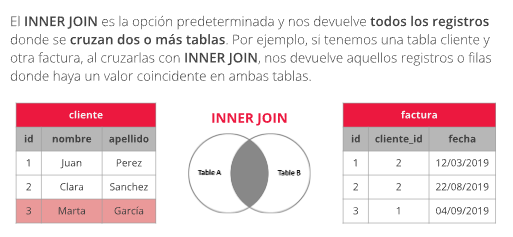 El INNER JOIN es la opción predeterminada y nos devuelve todos los registros
donde se cruzan dos o más tablas. Por ejemplo, si tenemos una tabla cliente y
otra factura, al cruzarlas con INNER JOIN, nos devuelve aquellos registros o filas
donde haya un valor coincidente en ambas tablas.
cliente
id nombre apellido
1 Juan Perez
2 Clara Sanchez
3 Marta García
INNER JOIN
Table A Table B
factura
id cliente_id fecha
1 2 12/03/2019
2 2 22/08/2019
3 1 04/09/2019